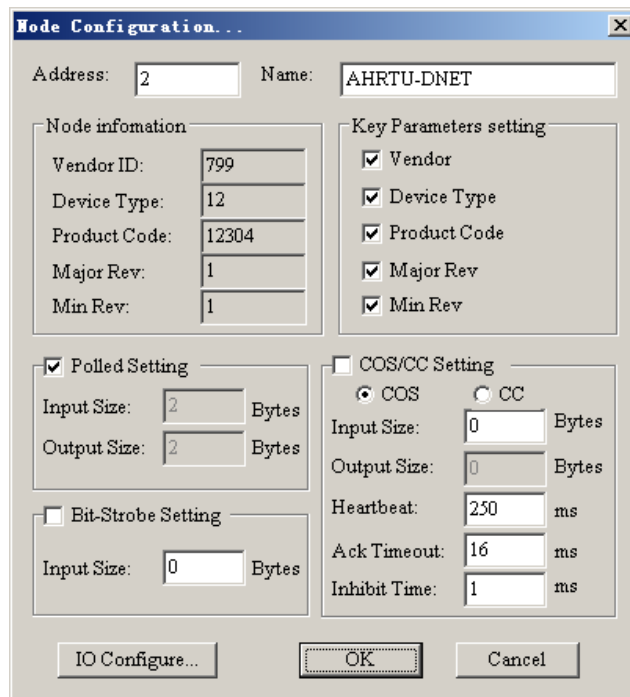 Node Configuration...
Address: 2 Name: AHRTU-DNET
Node infomation
Vendor ID: 799
Device Type: 12
Product Code: 12304
Major Rev: 1
Min Rev: 1
Key Parameters setting
Vendor
Device Type
Product Code
Major Rev
Min Rev
Polled Setting
Input Size: 2 Bytes
Output Size: 2 Bytes
Bit-Strobe Setting
Input Size: 0 Bytes
COS/CC Setting
COS CC
Input Size: 0 Bytes
Output Size: 0 Bytes
Heartbeat: 250 ms
Ack Timeout: 16 ms
Inhibit Time: 1 ms
IO Configure... OK Cancel